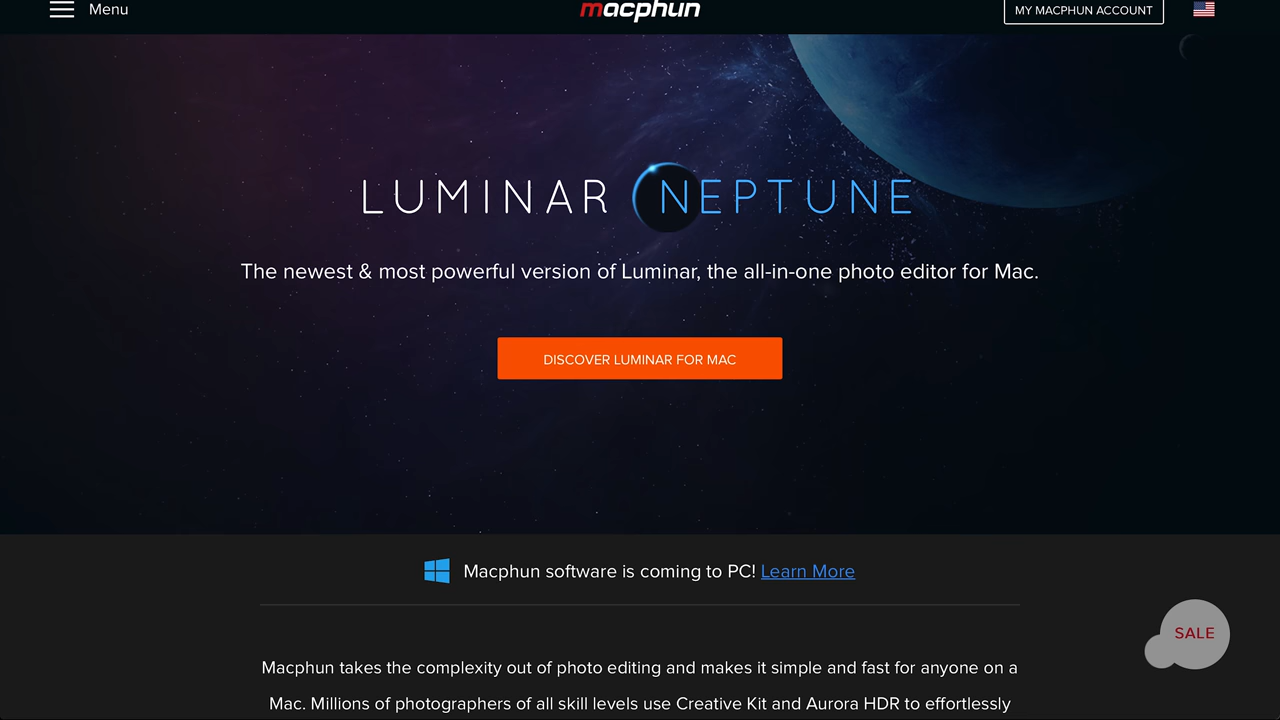 Menu
macphun
MY MACPHUN ACCOUNT
LUMINAR NEPTUNE
The newest & most powerful version of Luminar, the all-in-one photo editor for Mac.
DISCOVER LUMINAR FOR MAC
Macphun software is coming to PC! Learn More
SALE
Macphun takes the complexity out of photo editing and makes it simple and fast for anyone on a
Mac. Millions of photographers of all skill levels use Creative Kit and Aurora HDR to effortlessly